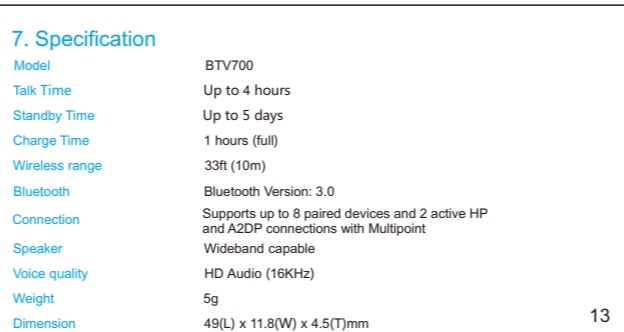 7. Specification
Model BTV700
Talk Time Up to 4 hours
Standby Time Up to 5 days
Charge Time 1 hours (full)
Wireless range 33ft (10m)
Bluetooth Bluetooth Version: 3.0
Connection Supports up to 8 paired devices and 2 active HP
and A2DP connections with Multipoint
Speaker Wideband capable
Voice quality HD Audio (16KHz)
Weight 5g
Dimension 49(L) x 11.8(W) x 4.5(T)mm
13